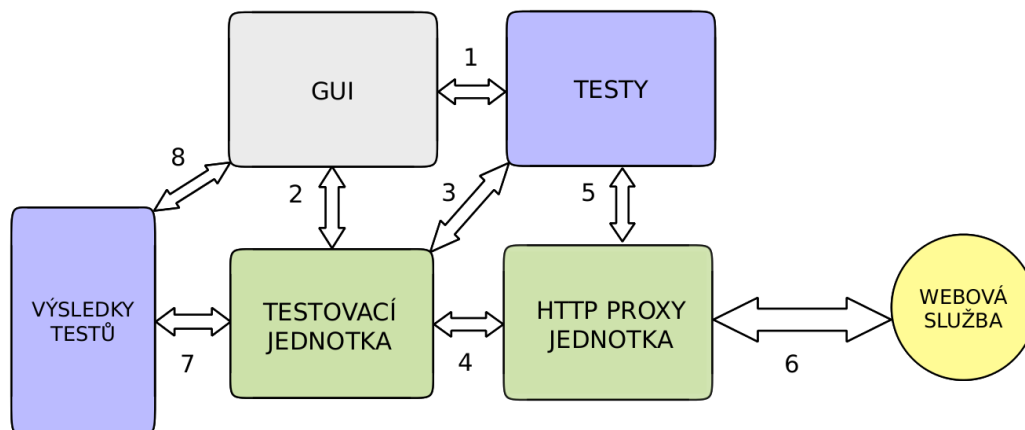 1
GUI
TESTY
8
2
3
5
VÝSLEDKY
TESTŮ
TESTOVACÍ
JEDNOTKA
HTTP PROXY
JEDNOTKA
WEBOVÁ
SLUŽBA
7
4
6